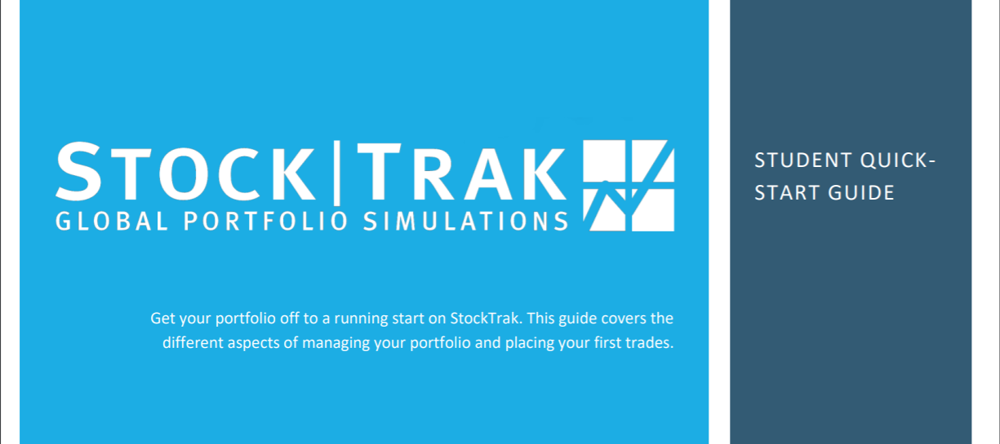 STOCK|TRAK
GLOBAL PORTFOLIO SIMULATIONS
Get your portfolio off to a running start on StockTrak. This guide covers the
different aspects of managing your portfolio and placing your first trades.
STUDENT QUICK-
START GUIDE